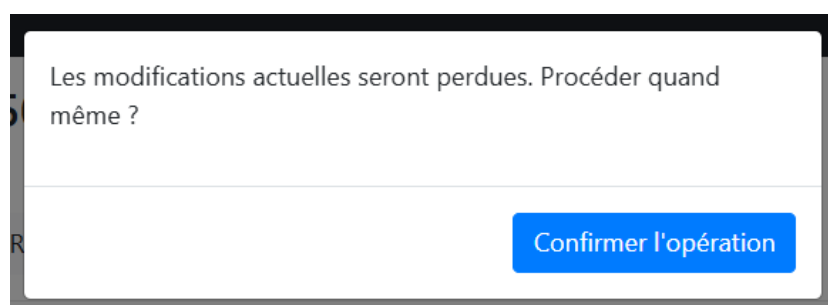 Les modifications actuelles seront perdues. Procéder quand
même ?
Confirmer l'opération